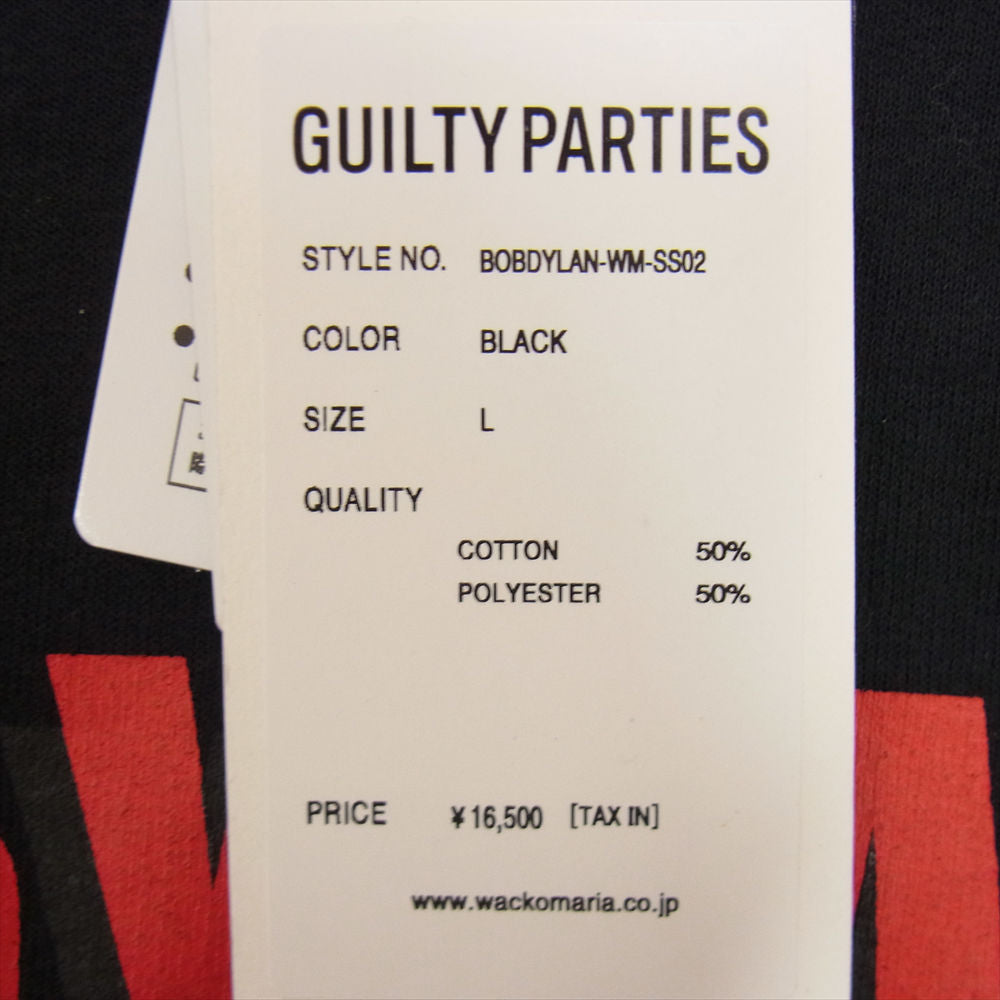 GUILTY PARTIES
STYLE NO. BOBDYLAN-WM-SS02
COLOR BLACK
SIZE L
QUALITY
COTTON 50%
POLYESTER 50%
PRICE ¥16,500 [TAX IN]
www.wackomaria.co.jp